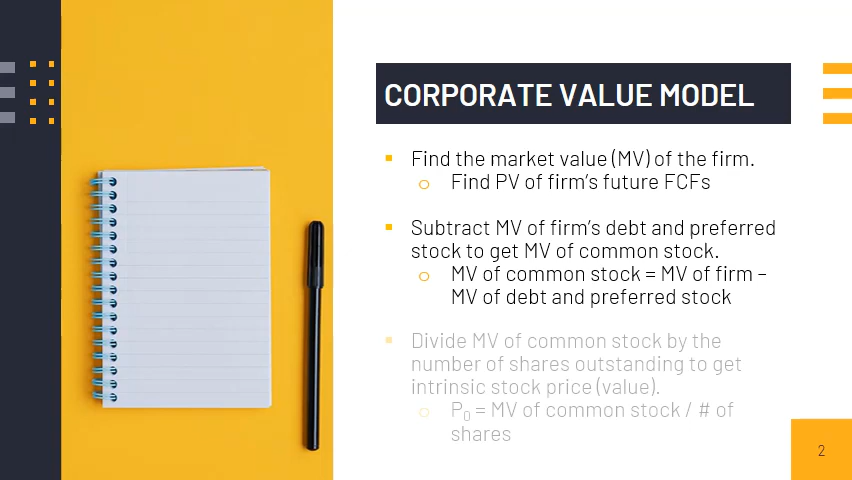 CORPORATE VALUE MODEL
▪ Find the market value (MV) of the firm.
o Find PV of firm's future FCFs
▪ Subtract MV of firm's debt and preferred
stock to get MV of common stock.
o MV of common stock = MV of firm –
MV of debt and preferred stock
▪ Divide MV of common stock by the
number of shares outstanding to get
intrinsic stock price (value).
o P₀ = MV of common stock / # of
shares
2